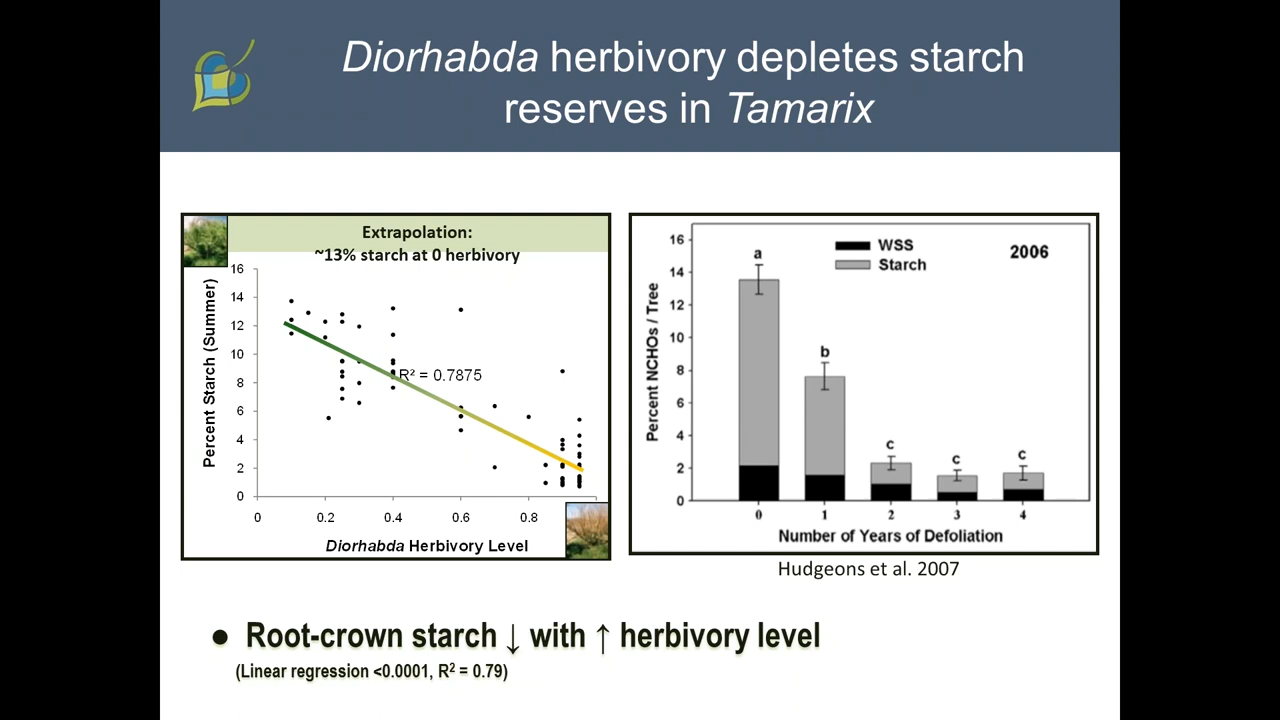 Diorhabda herbivory depletes starch
reserves in Tamarix
Extrapolation:
~13% starch at 0 herbivory
Percent Starch (Summer)
16
14
12
10
8
6
4
2
0
R² = 0.7875
0 0.2 0.4 0.6 0.8
Diorhabda Herbivory Level
Percent NCHOs / Tree
16
14
12
10
8
6
4
2
0
WSS
Starch
2006
a
b
c
c
c
0 1 2 3 4
Number of Years of Defoliation
Hudgeons et al. 2007
● Root-crown starch ↓ with ↑ herbivory level
(Linear regression <0.0001, R² = 0.79)